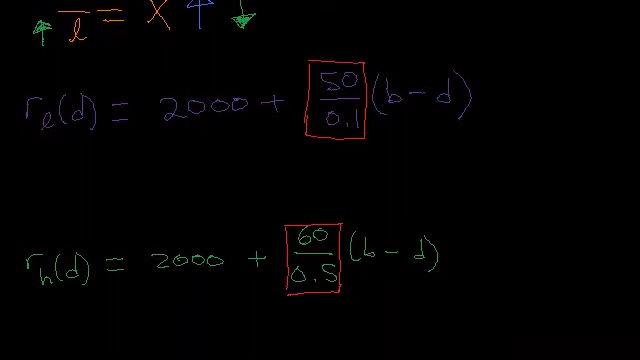 ↑ l = X ↑ ↓
r_l(d) = 2000 + 50/0.1 (b - d)
r_h(d) = 2000 + 60/0.5 (b - d)